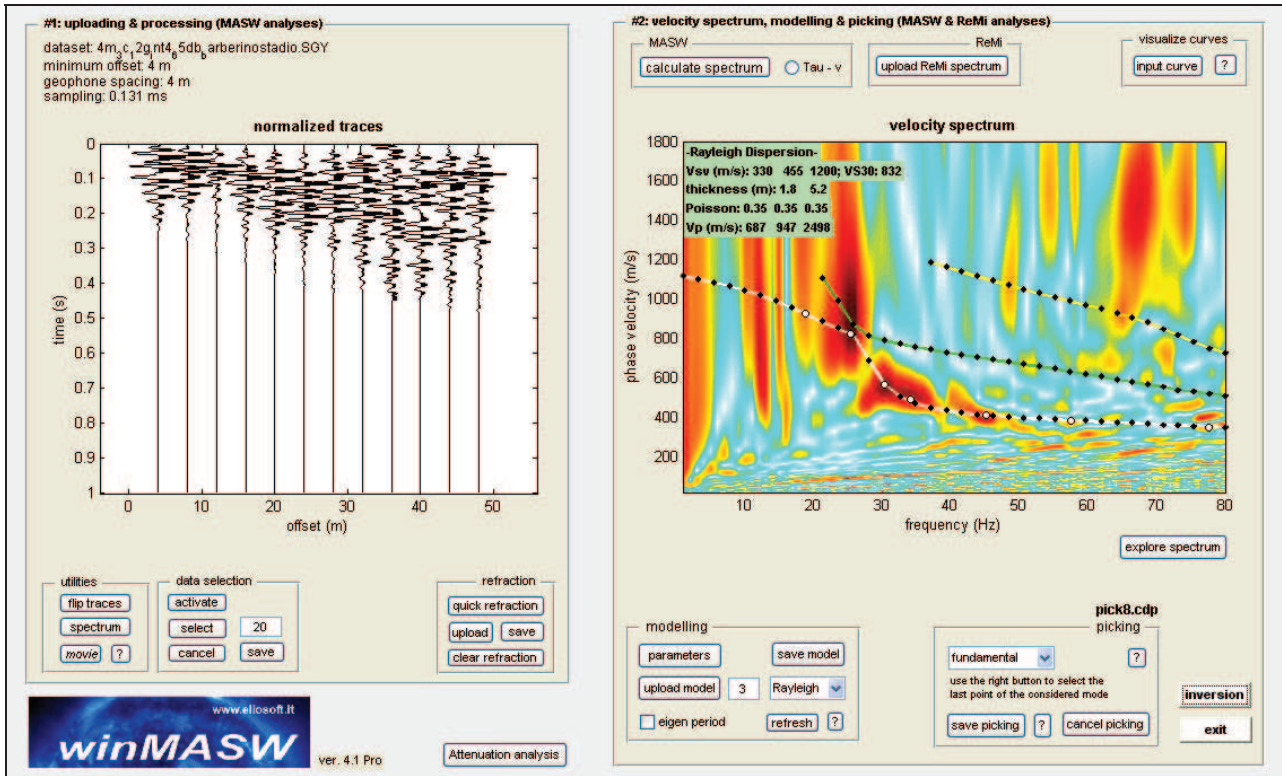 #1: uploading & processing (MASW analyses)
dataset: 4m₃c₁12g₁nt4₆5db_barberinostadio.SGY
minimum offset: 4 m
geophone spacing: 4 m
sampling: 0.131 ms
normalized traces
0
0.1
0.2
0.3
0.4
0.5
0.6
0.7
0.8
0.9
1
time (s)
0 10 20 30 40 50
offset (m)
utilities
flip traces
spectrum
movie ?
data selection
activate
select 20
cancel save
refraction
quick refraction
upload save
clear refraction
www.eliosoft.it
winMASW
ver. 4.1 Pro
Attenuation analysis
#2: velocity spectrum, modelling & picking (MASW & ReMi analyses)
MASW
calculate spectrum Tau - v
ReMi
upload ReMi spectrum
visualize curves
input curve ?
velocity spectrum
-Rayleigh Dispersion-
Vsv (m/s): 330 455 1200; VS30: 832
thickness (m): 1.8 5.2
Poisson: 0.35 0.35 0.35
Vp (m/s): 687 947 2498
1800
1600
1400
1200
1000
800
600
400
200
phase velocity (m/s)
10 20 30 40 50 60 70 80
frequency (Hz)
explore spectrum
modelling
parameters save model
upload model 3 Rayleigh
eigen period refresh ?
pick8.cdp
picking
fundamental ?
use the right button to select the
last point of the considered mode
save picking ? cancel picking
inversion
exit